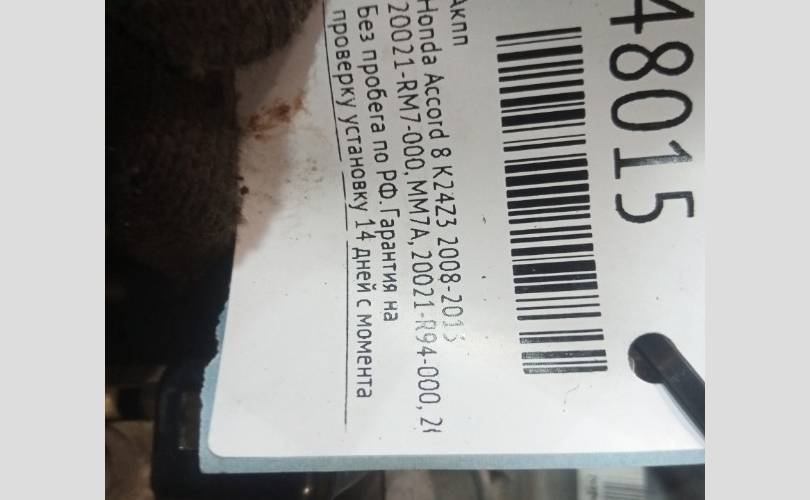 48015
Акпп
Honda Accord 8 K24Z3 2008-2013
20021-RM7-000, MM7A, 20021-R94-000,
Без пробега по РФ.Гарантия на
проверку установку 14 дней с момента